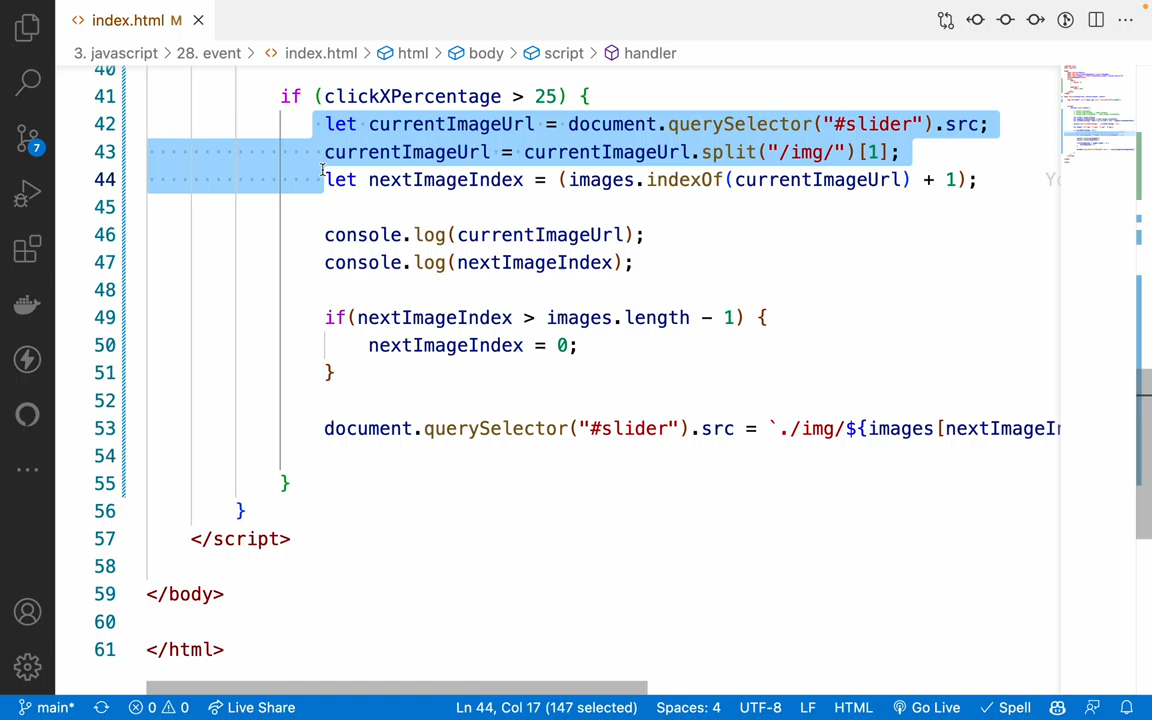 index.html M
3. javascript > 28. event > index.html > html > body > script > handler
40
41 if (clickXPercentage > 25) {
42 let currentImageUrl = document.querySelector("#slider").src;
43 currentImageUrl = currentImageUrl.split("/img/")[1];
44 let nextImageIndex = (images.indexOf(currentImageUrl) + 1); Yo
45
46 console.log(currentImageUrl);
47 console.log(nextImageIndex);
48
49 if(nextImageIndex > images.length - 1) {
50 nextImageIndex = 0;
51 }
52
53 document.querySelector("#slider").src = `./img/${images[nextImageIn
54
55 }
56 }
57 </script>
58
59 </body>
60
61 </html>
7
main* 0 0 Live Share Ln 44, Col 17 (147 selected) Spaces: 4 UTF-8 LF HTML Go Live Spell